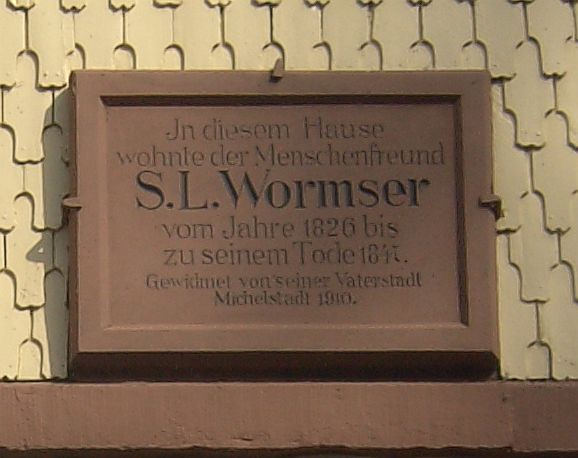 Jn diesem Hause
wohnte der Menschenfreund
S.L.Wormser
vom Jahre 1826 bis
zu seinem Tode 1847.
Gewidmet von seiner Vaterstadt
Michelstadt 1910.